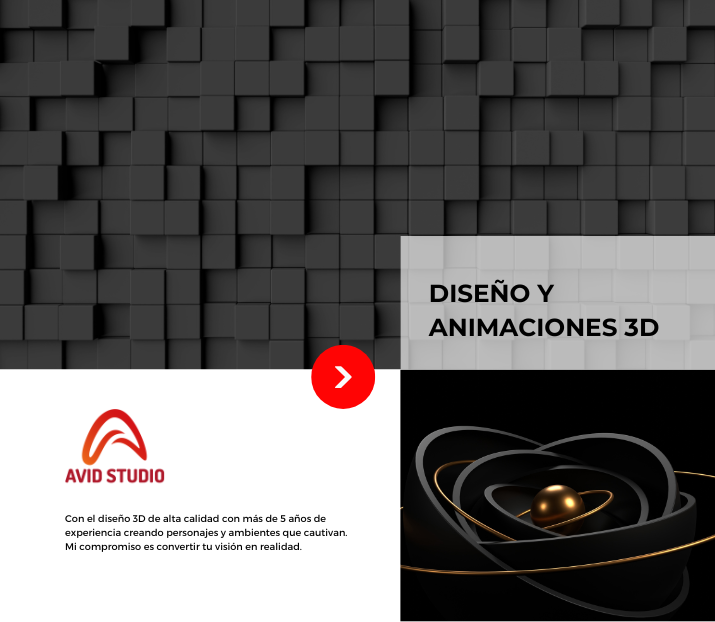 DISEÑO Y
ANIMACIONES 3D
AVID STUDIO
Con el diseño 3D de alta calidad con más de 5 años de
experiencia creando personajes y ambientes que cautivan.
Mi compromiso es convertir tu visión en realidad.